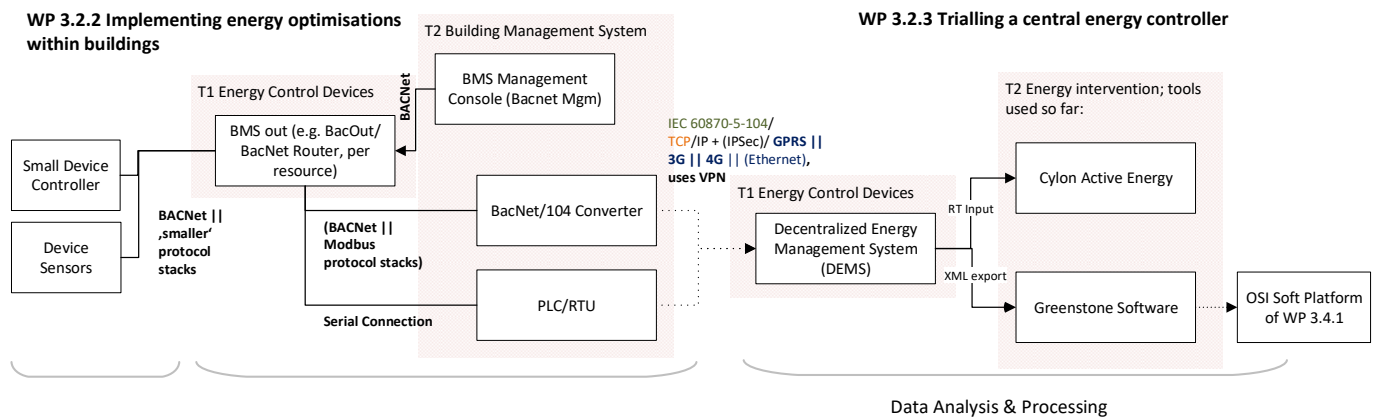 WP 3.2.2 Implementing energy optimisations
within buildings
WP 3.2.3 Trialling a central energy controller
T2 Building Management System
BMS Management
Console (Bacnet Mgm)
BACNet
T1 Energy Control Devices
BMS out (e.g. BacOut/
BacNet Router, per
resource)
Small Device
Controller
Device
Sensors
BACNet ||
‚smaller‘
protocol
stacks
(BACNet ||
Modbus
protocol stacks)
Serial Connection
BacNet/104 Converter
PLC/RTU
IEC 60870-5-104/
TCP/IP + (IPSec)/ GPRS ||
3G || 4G || (Ethernet),
uses VPN
T1 Energy Control Devices
Decentralized Energy
Management System
(DEMS)
RT Input
XML export
T2 Energy intervention; tools
used so far:
Cylon Active Energy
Greenstone Software
OSI Soft Platform
of WP 3.4.1
Data Analysis & Processing